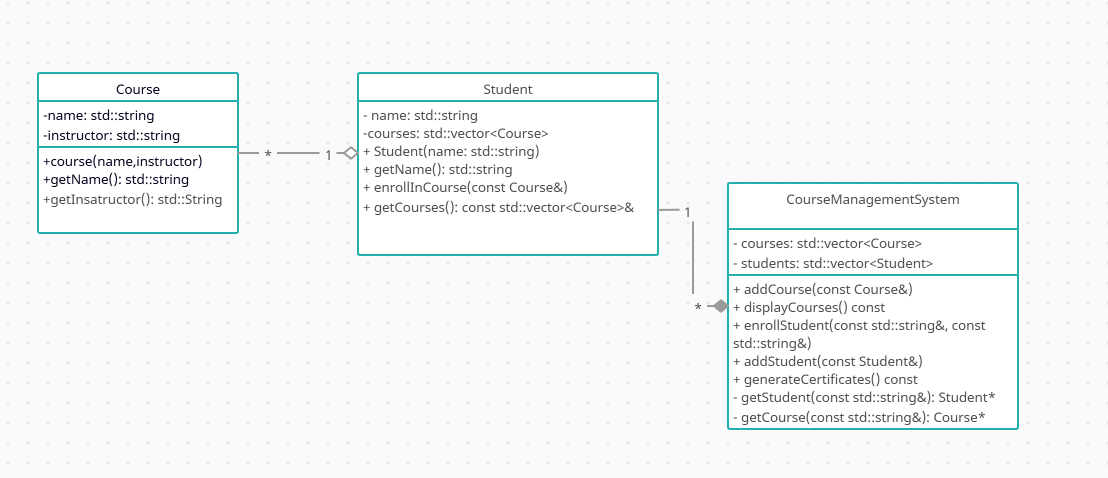 Course
-name: std::string
-instructor: std::string
+course(name,instructor)
+getName(): std::string
+getInsatructor(): std::String
*
1
Student
- name: std::string
-courses: std::vector<Course>
+ Student(name: std::string)
+ getName(): std::string
+ enrollInCourse(const Course&)
+ getCourses(): const std::vector<Course>&
1
*
CourseManagementSystem
- courses: std::vector<Course>
- students: std::vector<Student>
+ addCourse(const Course&)
+ displayCourses() const
+ enrollStudent(const std::string&, const
std::string&)
+ addStudent(const Student&)
+ generateCertificates() const
- getStudent(const std::string&): Student*
- getCourse(const std::string&): Course*